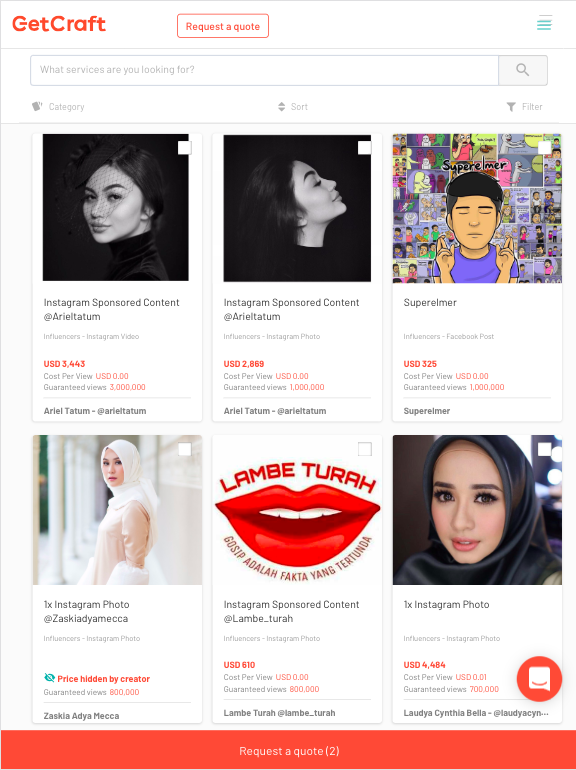 GetCraft
Request a quote
What services are you looking for?
Category
Sort
Filter
Superelmer
Instagram Sponsored Content
@Arieltatum
Influencers - Instagram Video
USD 3,443
Cost Per View USD 0.00
Guaranteed views 3,000,000
Ariel Tatum - @arieltatum
Instagram Sponsored Content
@Arieltatum
Influencers - Instagram Photo
USD 2,869
Cost Per View USD 0.00
Guaranteed views 1,000,000
Ariel Tatum - @arieltatum
Superelmer
Influencers - Facebook Post
USD 325
Cost Per View USD 0.00
Guaranteed views 1,000,000
Superelmer
LAMBE TURAH
GOSIP ADALAH FAKTA YANG TERTUNDA
1x Instagram Photo
@Zaskiadyamecca
Influencers - Instagram Photo
Price hidden by creator
Guaranteed views 800,000
Zaskia Adya Mecca
Instagram Sponsored Content
@Lambe_turah
Influencers - Instagram Photo
USD 610
Cost Per View USD 0.00
Guaranteed views 800,000
Lambe Turah @lambe_turah
1x Instagram Photo
Influencers - Instagram Photo
USD 4,484
Cost Per View USD 0.01
Guaranteed views 700,000
Laudya Cynthia Bella - @laudyacyn...
Request a quote (2)